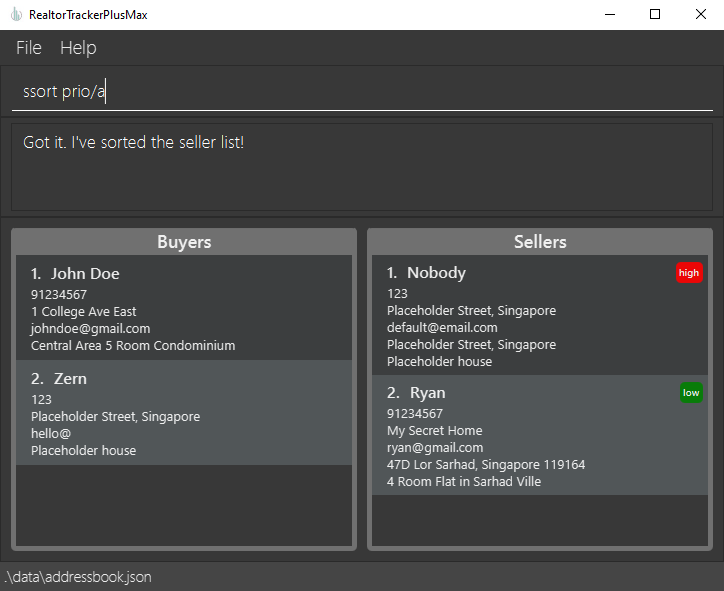 RealtorTrackerPlusMax
File Help
ssort prio/a
Got it. I've sorted the seller list!
Buyers
1. John Doe
91234567
1 College Ave East
johndoe@gmail.com
Central Area 5 Room Condominium
2. Zern
123
Placeholder Street, Singapore
hello@
Placeholder house
Sellers
1. Nobody high
123
Placeholder Street, Singapore
default@email.com
Placeholder Street, Singapore
Placeholder house
2. Ryan low
91234567
My Secret Home
ryan@gmail.com
47D Lor Sarhad, Singapore 119164
4 Room Flat in Sarhad Ville
.\data\addressbook.json